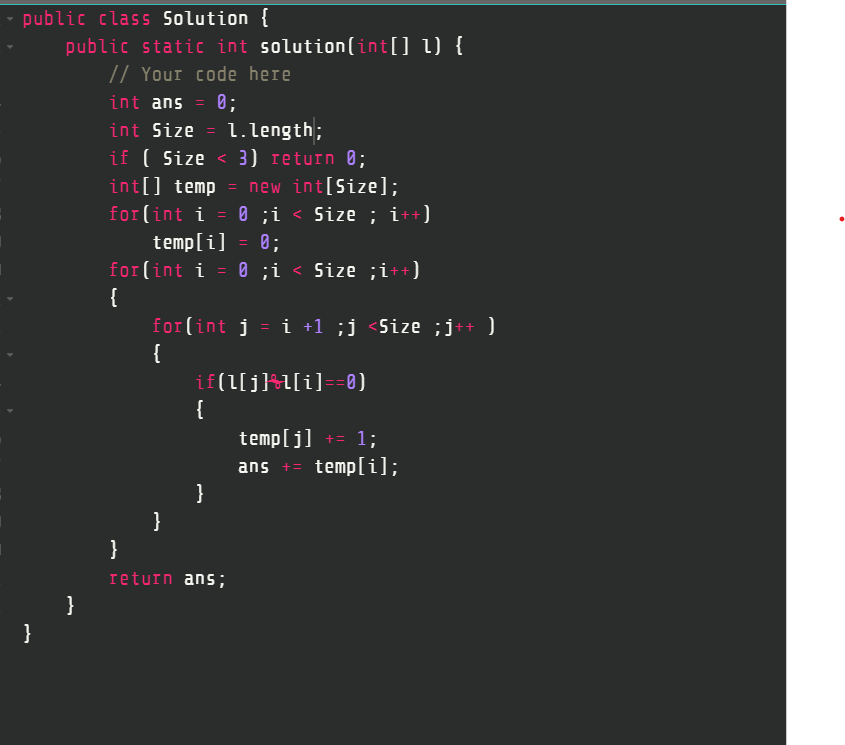 public class Solution {
    public static int solution(int[] l) {
        // Your code here
        int ans = 0;
        int Size = l.length;
        if ( Size < 3) return 0;
        int[] temp = new int[Size];
        for(int i = 0 ;i < Size ; i++)
            temp[i] = 0;
        for(int i = 0 ;i < Size ;i++)
        {
            for(int j = i +1 ;j <Size ;j++ )
            {
                if(l[j]%l[i]==0)
                {
                    temp[j] += 1;
                    ans += temp[i];
                }
            }
        }
        return ans;
    }
}